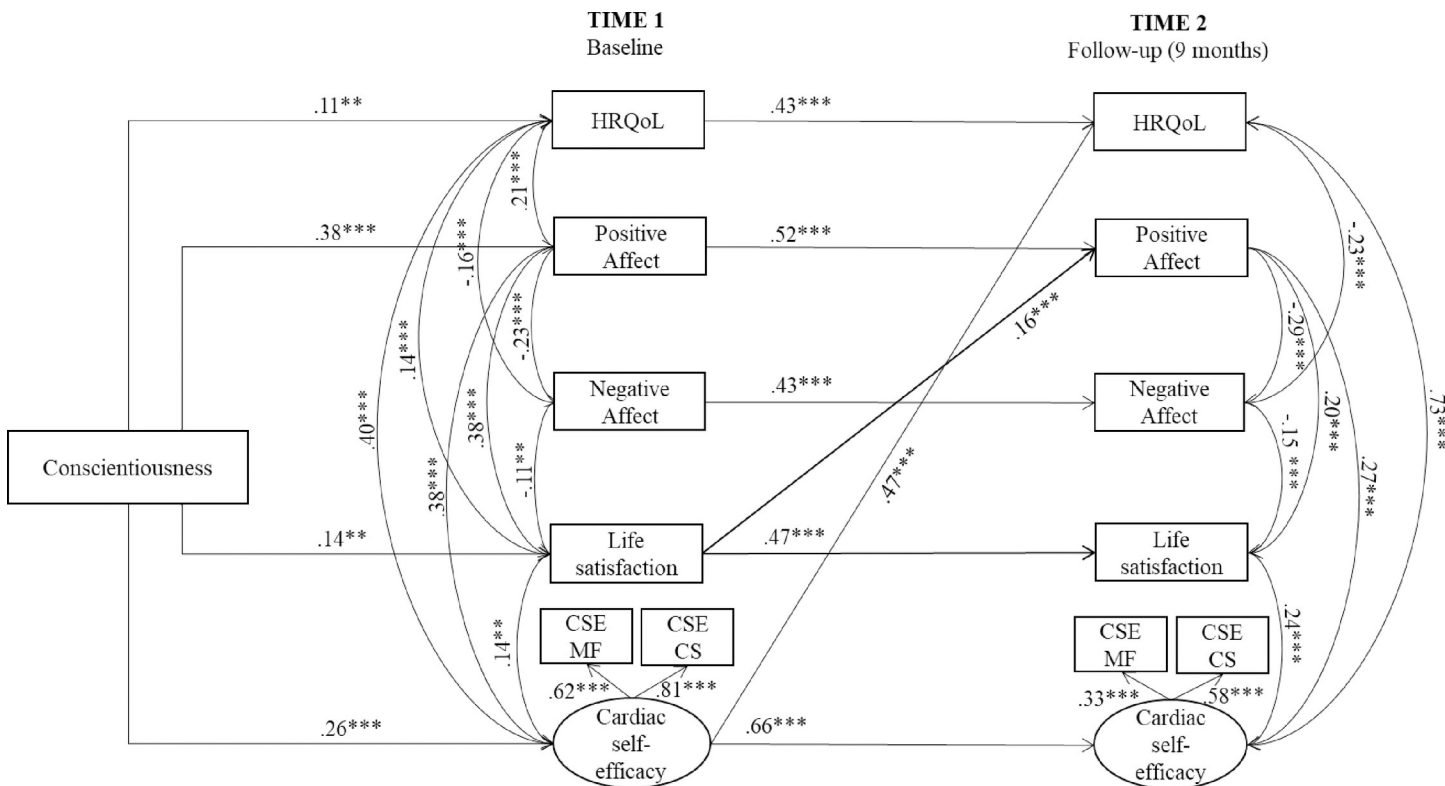 TIME 1
Baseline
TIME 2
Follow-up (9 months)
.11**
HRQoL
.43***
HRQoL
.21***
-.16***
.38***
Positive
Affect
.52***
Positive
Affect
-.23***
-.23***
.14***
.16***
-.29***
.40***
.38***
Negative
Affect
.43***
Negative
Affect
.20***
.73***
Conscientiousness
.38***
-.11**
.47***
-.15 ***
.27***
.14**
Life
satisfaction
.47***
Life
satisfaction
.14**
CSE
MF
CSE
CS
CSE
MF
CSE
CS
.24***
.62***
.81***
.33***
.58***
.26***
Cardiac
self-
efficacy
.66***
Cardiac
self-
efficacy